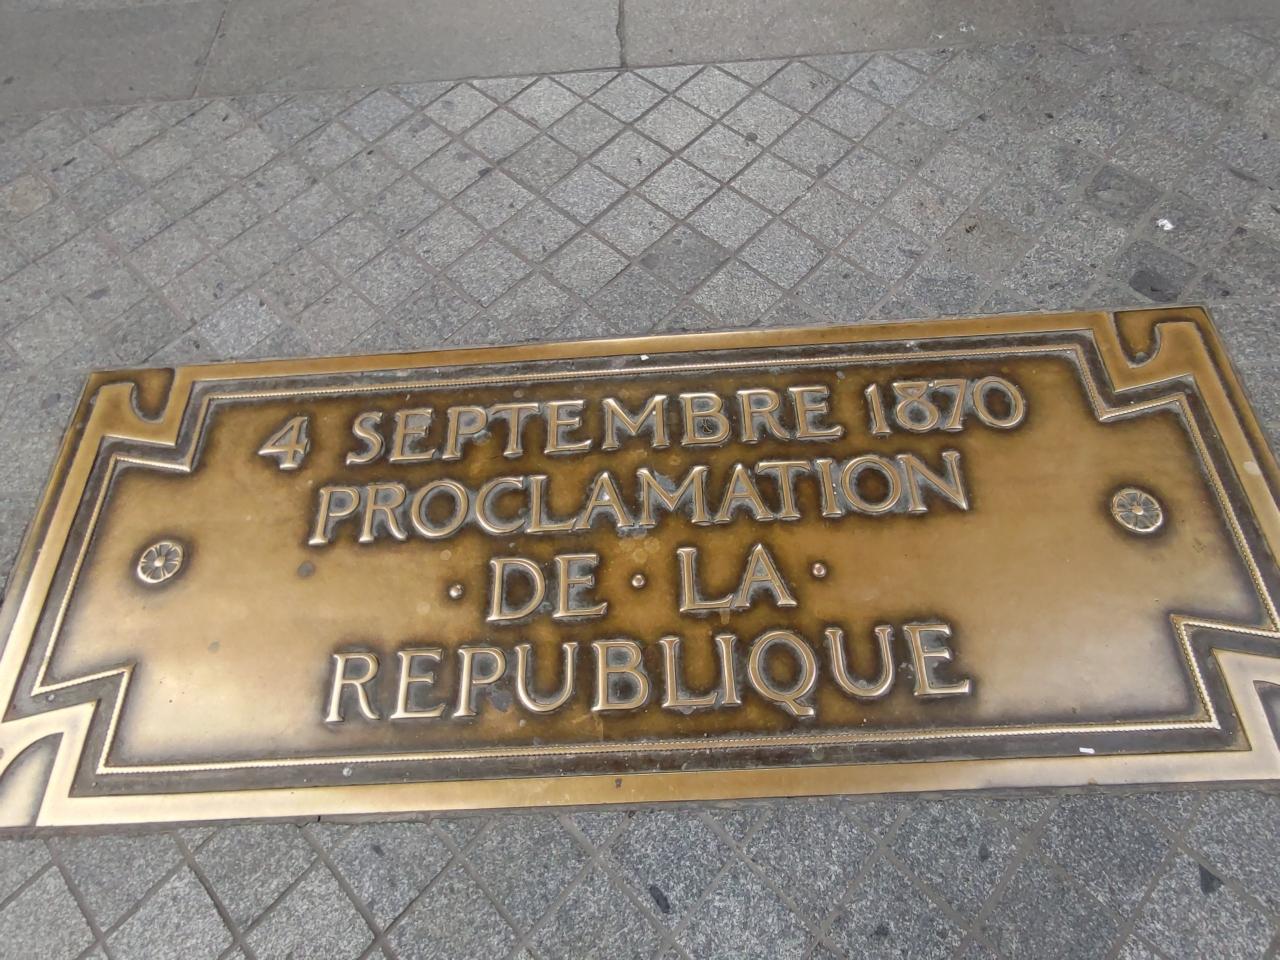 4 SEPTEMBRE 1870
PROCLAMATION
· DE · LA ·
REPUBLIQUE